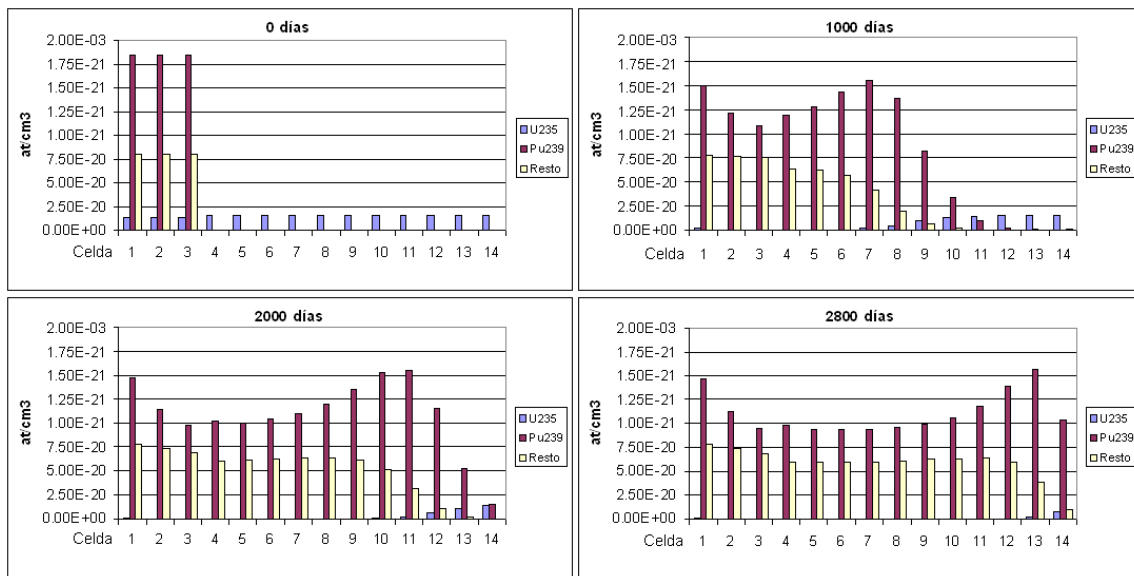 0 días
at/cm3
2.00E-03
1.75E-21
1.50E-21
1.25E-21
1.00E-21
7.50E-20
5.00E-20
2.50E-20
0.00E+00
Celda 1 2 3 4 5 6 7 8 9 10 11 12 13 14
U235
Pu239
Resto
1000 días
at/cm3
2.00E-03
1.75E-21
1.50E-21
1.25E-21
1.00E-21
7.50E-20
5.00E-20
2.50E-20
0.00E+00
Celda 1 2 3 4 5 6 7 8 9 10 11 12 13 14
U235
Pu239
Resto
2000 días
at/cm3
2.00E-03
1.75E-21
1.50E-21
1.25E-21
1.00E-21
7.50E-20
5.00E-20
2.50E-20
0.00E+00
Celda 1 2 3 4 5 6 7 8 9 10 11 12 13 14
U235
Pu239
Resto
2800 días
at/cm3
2.00E-03
1.75E-21
1.50E-21
1.25E-21
1.00E-21
7.50E-20
5.00E-20
2.50E-20
0.00E+00
Celda 1 2 3 4 5 6 7 8 9 10 11 12 13 14
U235
Pu239
Resto